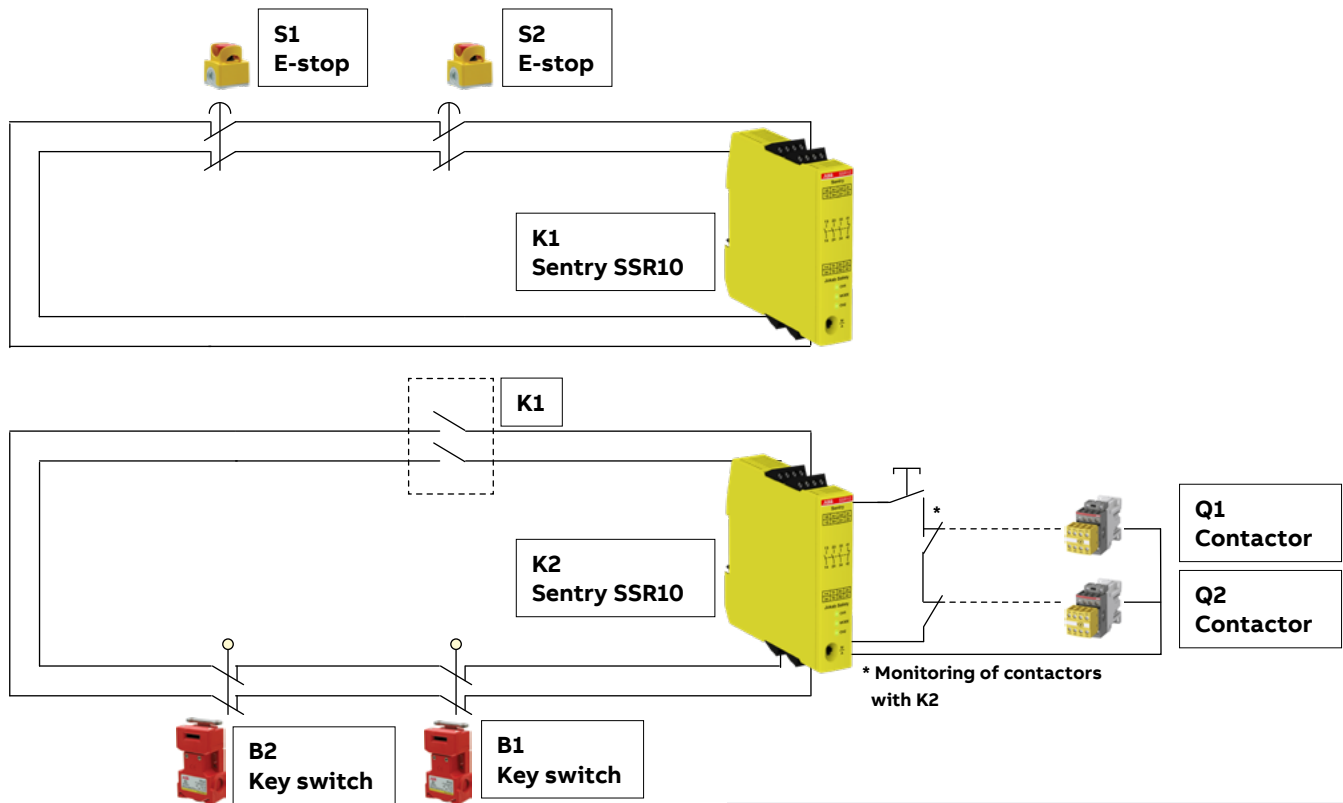 S1
E-stop
S2
E-stop
K1
Sentry SSR10
K1
K2
Sentry SSR10
*
Q1
Contactor
Q2
Contactor
* Monitoring of contactors
with K2
B2
Key switch
B1
Key switch